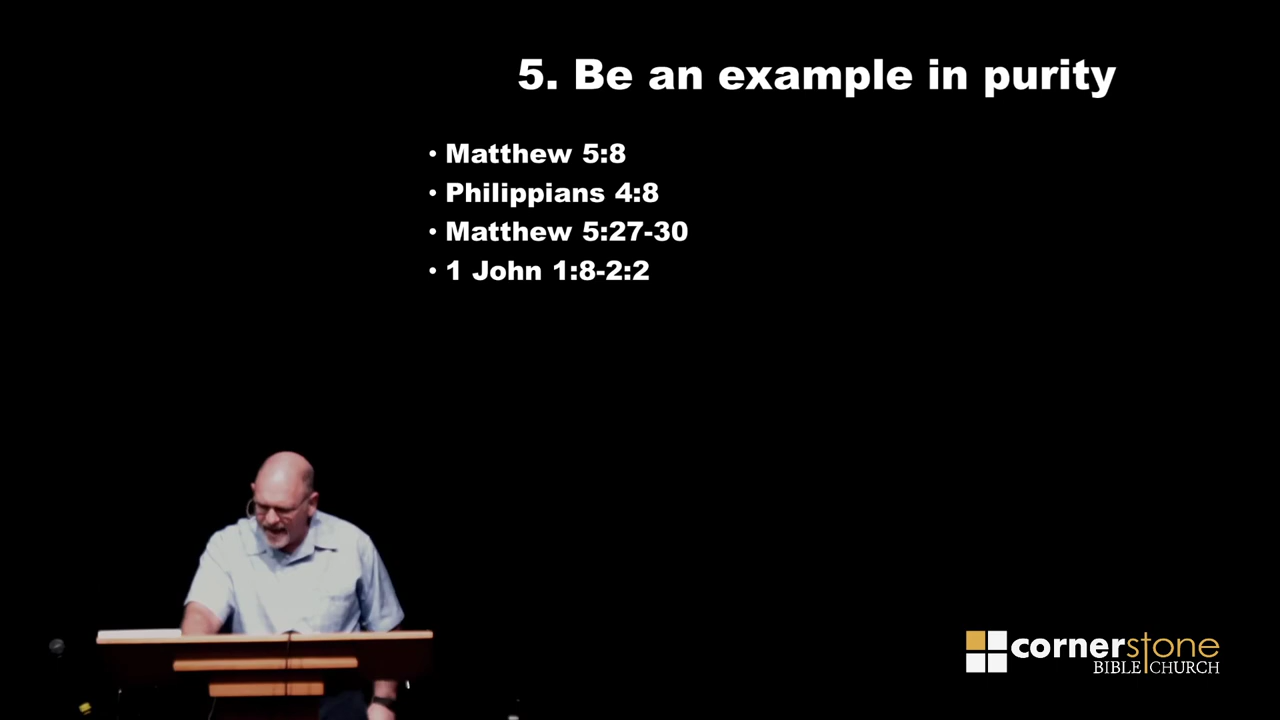 5. Be an example in purity
• Matthew 5:8
• Philippians 4:8
• Matthew 5:27-30
• 1 John 1:8-2:2
cornerstone
BIBLE CHURCH